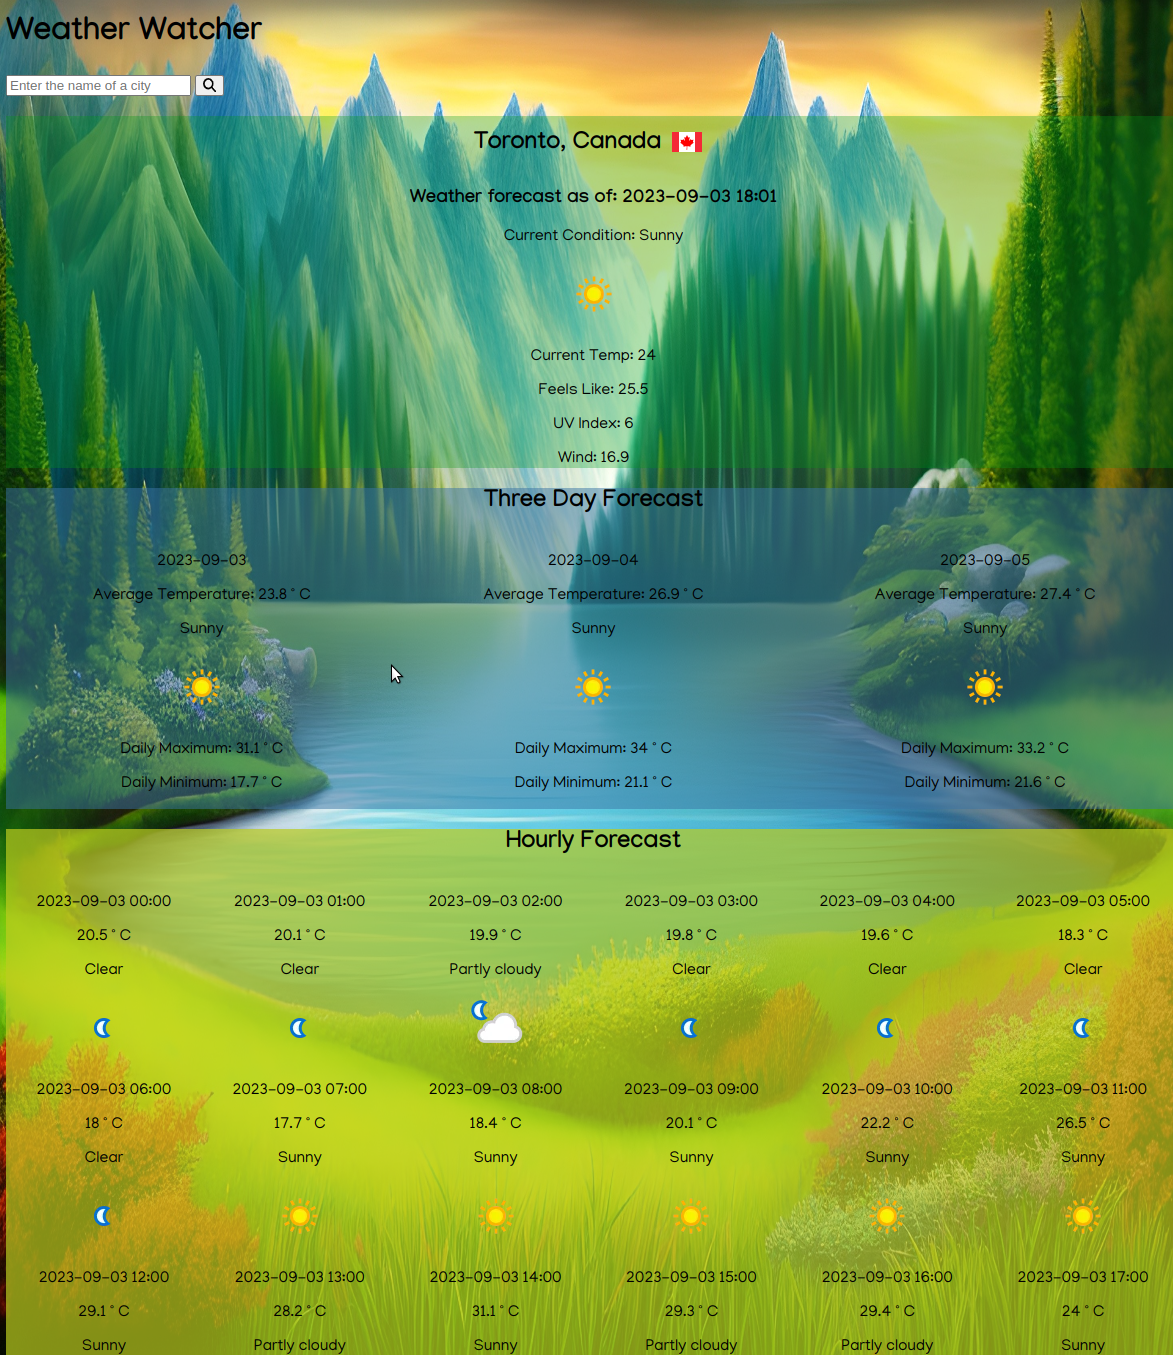 Weather Watcher
Enter the name of a city
Toronto, Canada
Weather forecast as of: 2023-09-03 18:01
Current Condition: Sunny
Current Temp: 24
Feels Like: 25.5
UV Index: 6
Wind: 16.9
Three Day Forecast
2023-09-03 2023-09-04 2023-09-05
Average Temperature: 23.8 ° C Average Temperature: 26.9 ° C Average Temperature: 27.4 ° C
Sunny Sunny Sunny
Daily Maximum: 31.1 ° C Daily Maximum: 34 ° C Daily Maximum: 33.2 ° C
Daily Minimum: 17.7 ° C Daily Minimum: 21.1 ° C Daily Minimum: 21.6 ° C
Hourly Forecast
2023-09-03 00:00 2023-09-03 01:00 2023-09-03 02:00 2023-09-03 03:00 2023-09-03 04:00 2023-09-03 05:00
20.5 ° C 20.1 ° C 19.9 ° C 19.8 ° C 19.6 ° C 18.3 ° C
Clear Clear Partly cloudy Clear Clear Clear
2023-09-03 06:00 2023-09-03 07:00 2023-09-03 08:00 2023-09-03 09:00 2023-09-03 10:00 2023-09-03 11:00
18 ° C 17.7 ° C 18.4 ° C 20.1 ° C 22.2 ° C 26.5 ° C
Clear Sunny Sunny Sunny Sunny Sunny
2023-09-03 12:00 2023-09-03 13:00 2023-09-03 14:00 2023-09-03 15:00 2023-09-03 16:00 2023-09-03 17:00
29.1 ° C 28.2 ° C 31.1 ° C 29.3 ° C 29.4 ° C 24 ° C
Sunny Partly cloudy Sunny Partly cloudy Partly cloudy Sunny